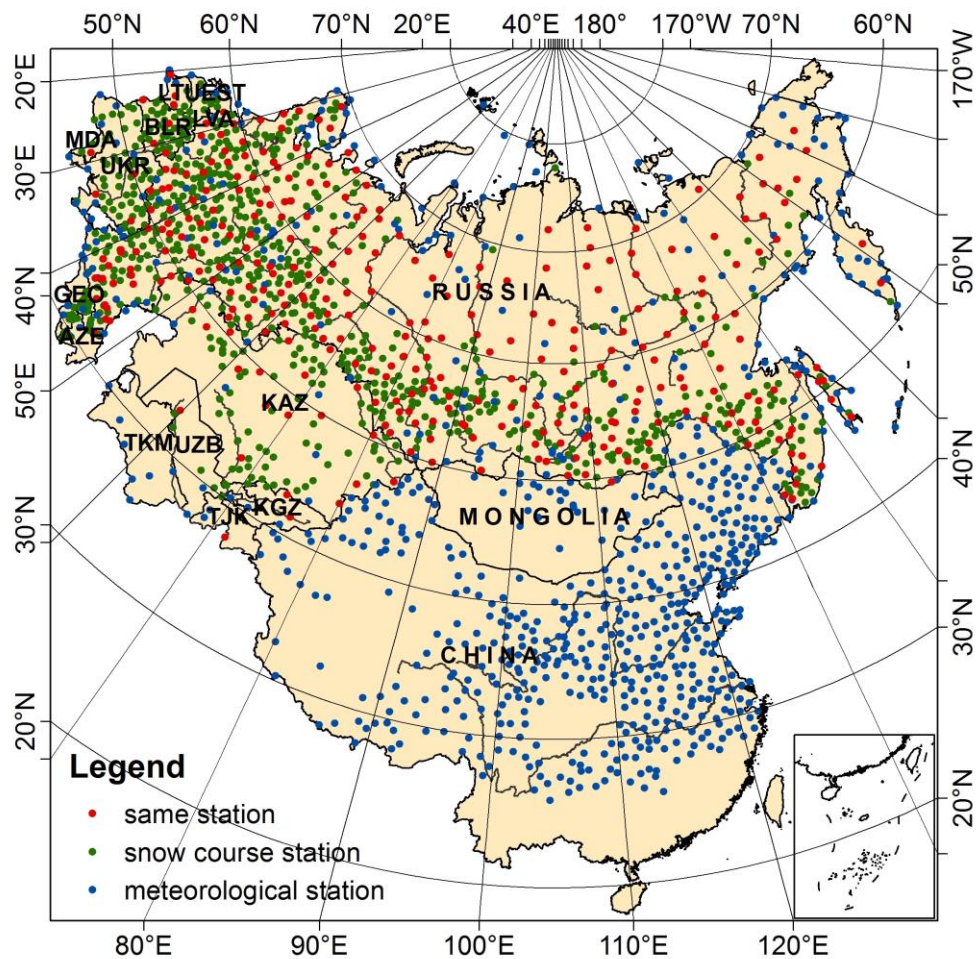 50°N 60°N 70°N 20°E 40°E 180° 170°W 70°N 60°N
20°E
170°W
LTU EST
LVA
BLR
MDA
UKR
30°E
50°N
40°N
GEO
RUSSIA
AZE
50°E
KAZ
40°N
TKM UZB
KGZ
TJK
MONGOLIA
30°N
30°N
CHINA
20°N
20°N
Legend
same station
snow course station
meteorological station
80°E 90°E 100°E 110°E 120°E